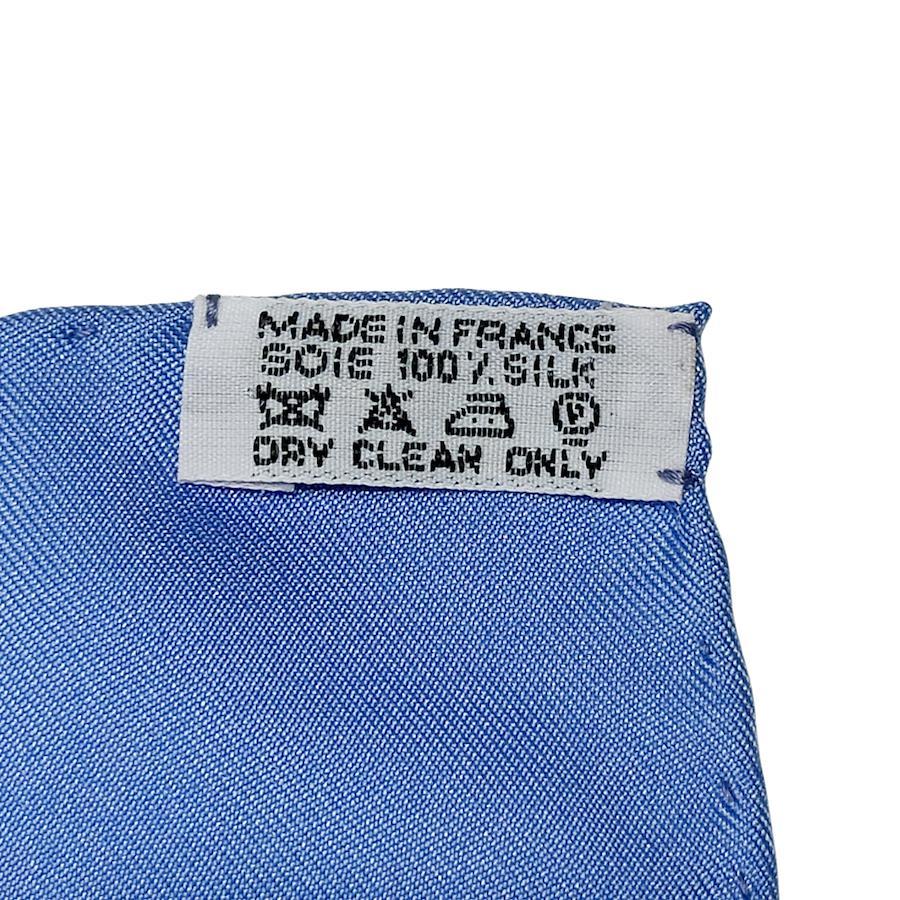 MADE IN FRANCE
SOIE 100% SILK
P
DRY CLEAN ONLY